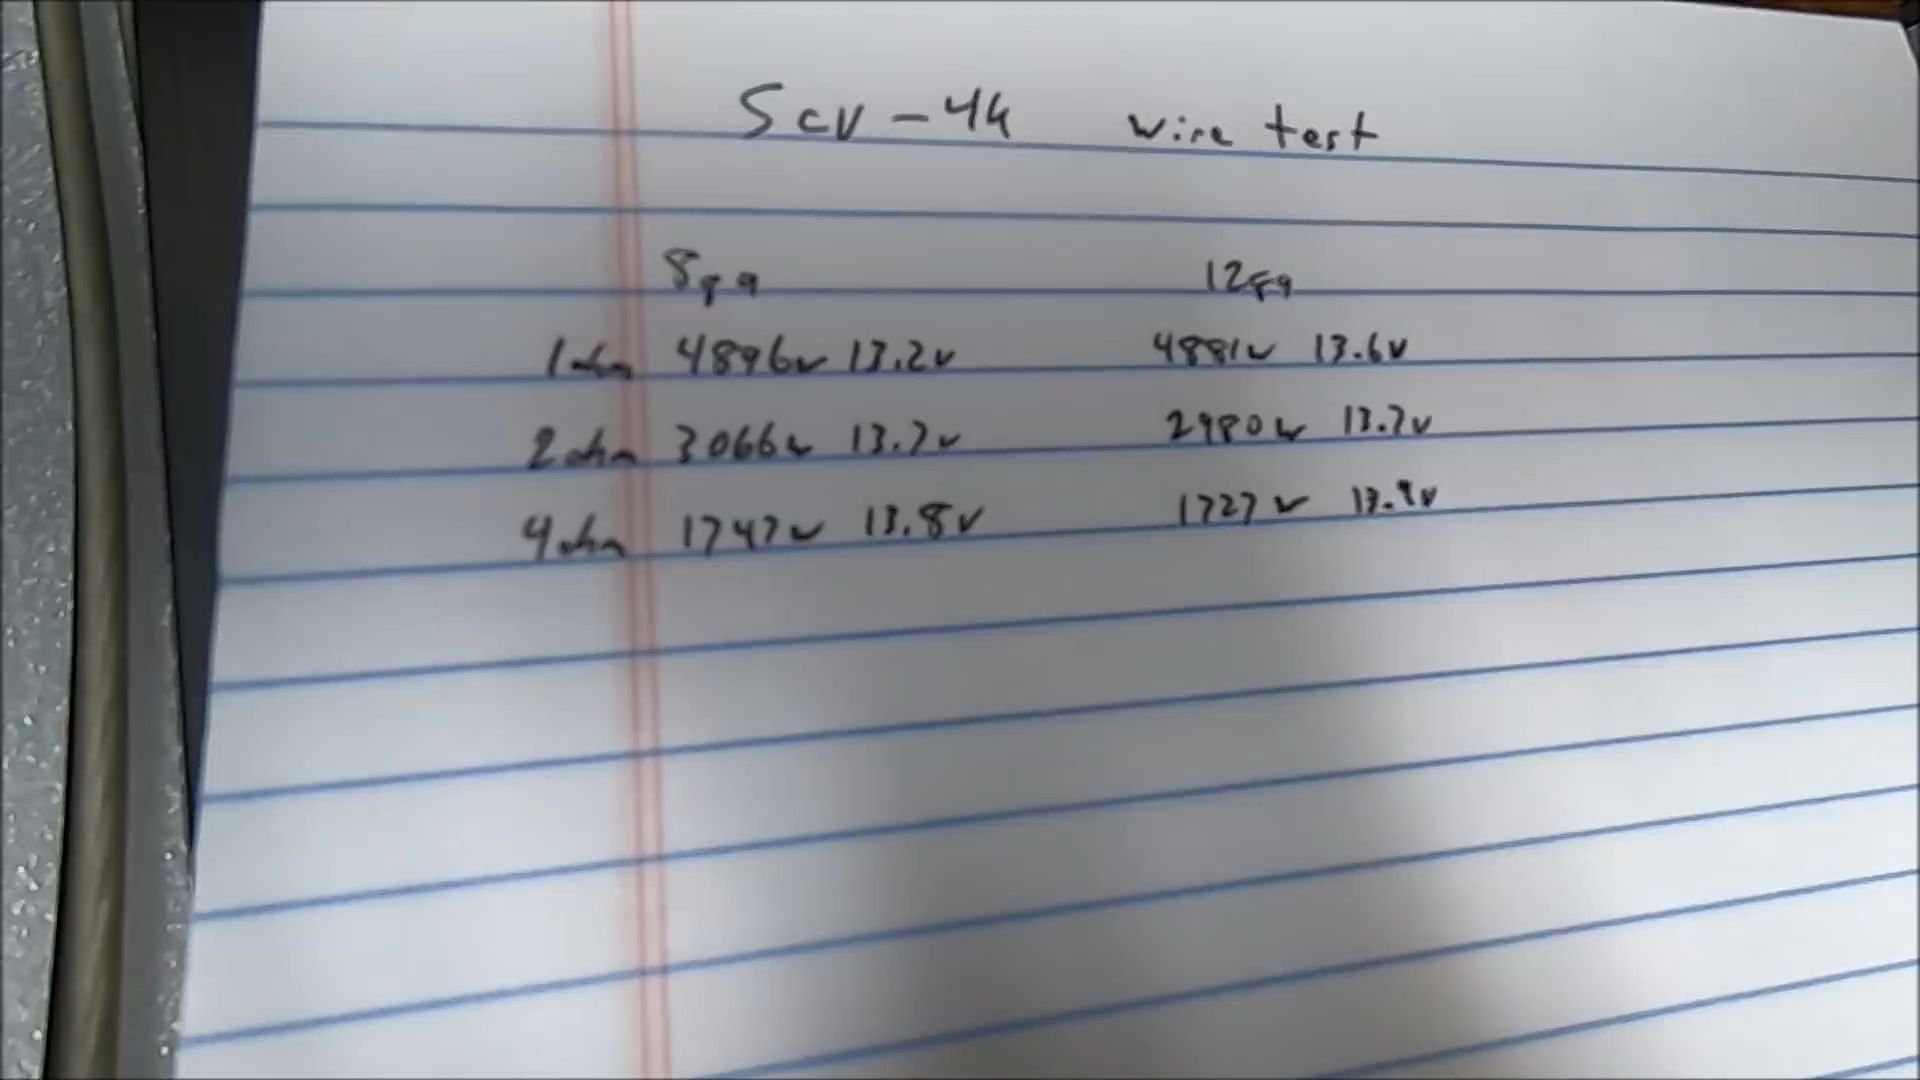 Scv - 4k wire test
8ga 12ga
1ohm 4896w 13.2v 4881w 13.6v
2ohm 3066w 13.7v 2980w 13.7v
4ohm 1747w 13.8v 1727w 13.9v